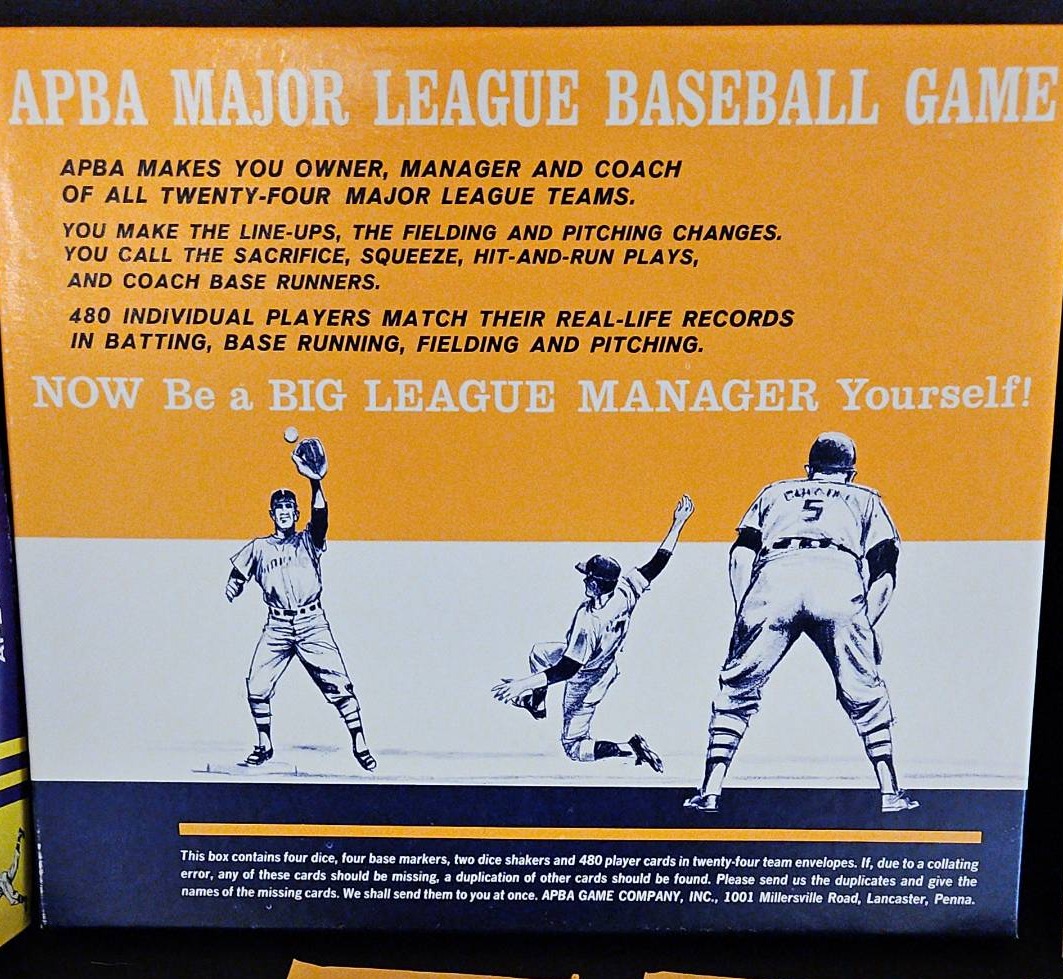 APBA MAJOR LEAGUE BASEBALL GAME
APBA MAKES YOU OWNER, MANAGER AND COACH
OF ALL TWENTY-FOUR MAJOR LEAGUE TEAMS.
YOU MAKE THE LINE-UPS, THE FIELDING AND PITCHING CHANGES.
YOU CALL THE SACRIFICE, SQUEEZE, HIT-AND-RUN PLAYS,
AND COACH BASE RUNNERS.
480 INDIVIDUAL PLAYERS MATCH THEIR REAL-LIFE RECORDS
IN BATTING, BASE RUNNING, FIELDING AND PITCHING.
NOW Be a BIG LEAGUE MANAGER Yourself!
5
This box contains four dice, four base markers, two dice shakers and 480 player cards in twenty-four team envelopes. If, due to a collating
error, any of these cards should be missing, a duplication of other cards should be found. Please send us the duplicates and give the
names of the missing cards. We shall send them to you at once. APBA GAME COMPANY, INC., 1001 Millersville Road, Lancaster, Penna.